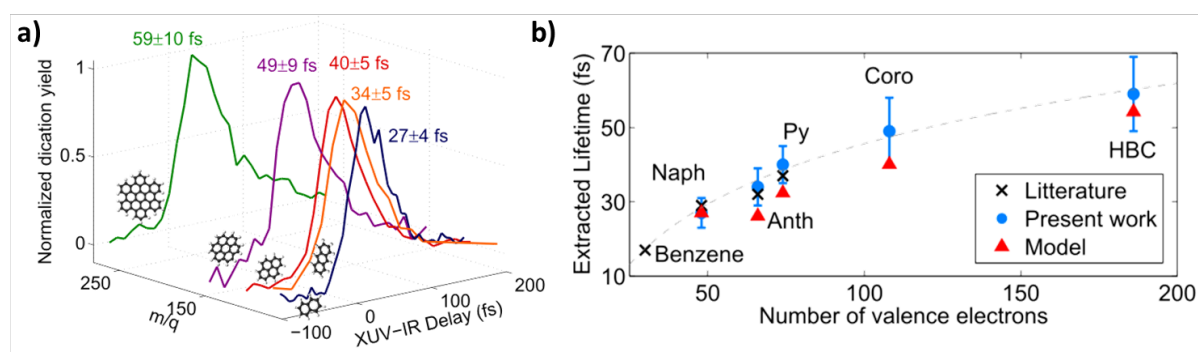 a)
59±10 fs
49±9 fs
40±5 fs
34±5 fs
27±4 fs
Normalized dication yield
1
0.5
0
250
150
m/q
−100
0
100
200
XUV−IR Delay (fs)
b)
Extracted Lifetime (fs)
70
50
30
10
Coro
Py
Naph
Anth
Benzene
HBC
Litterature
Present work
Model
50
100
150
200
Number of valence electrons